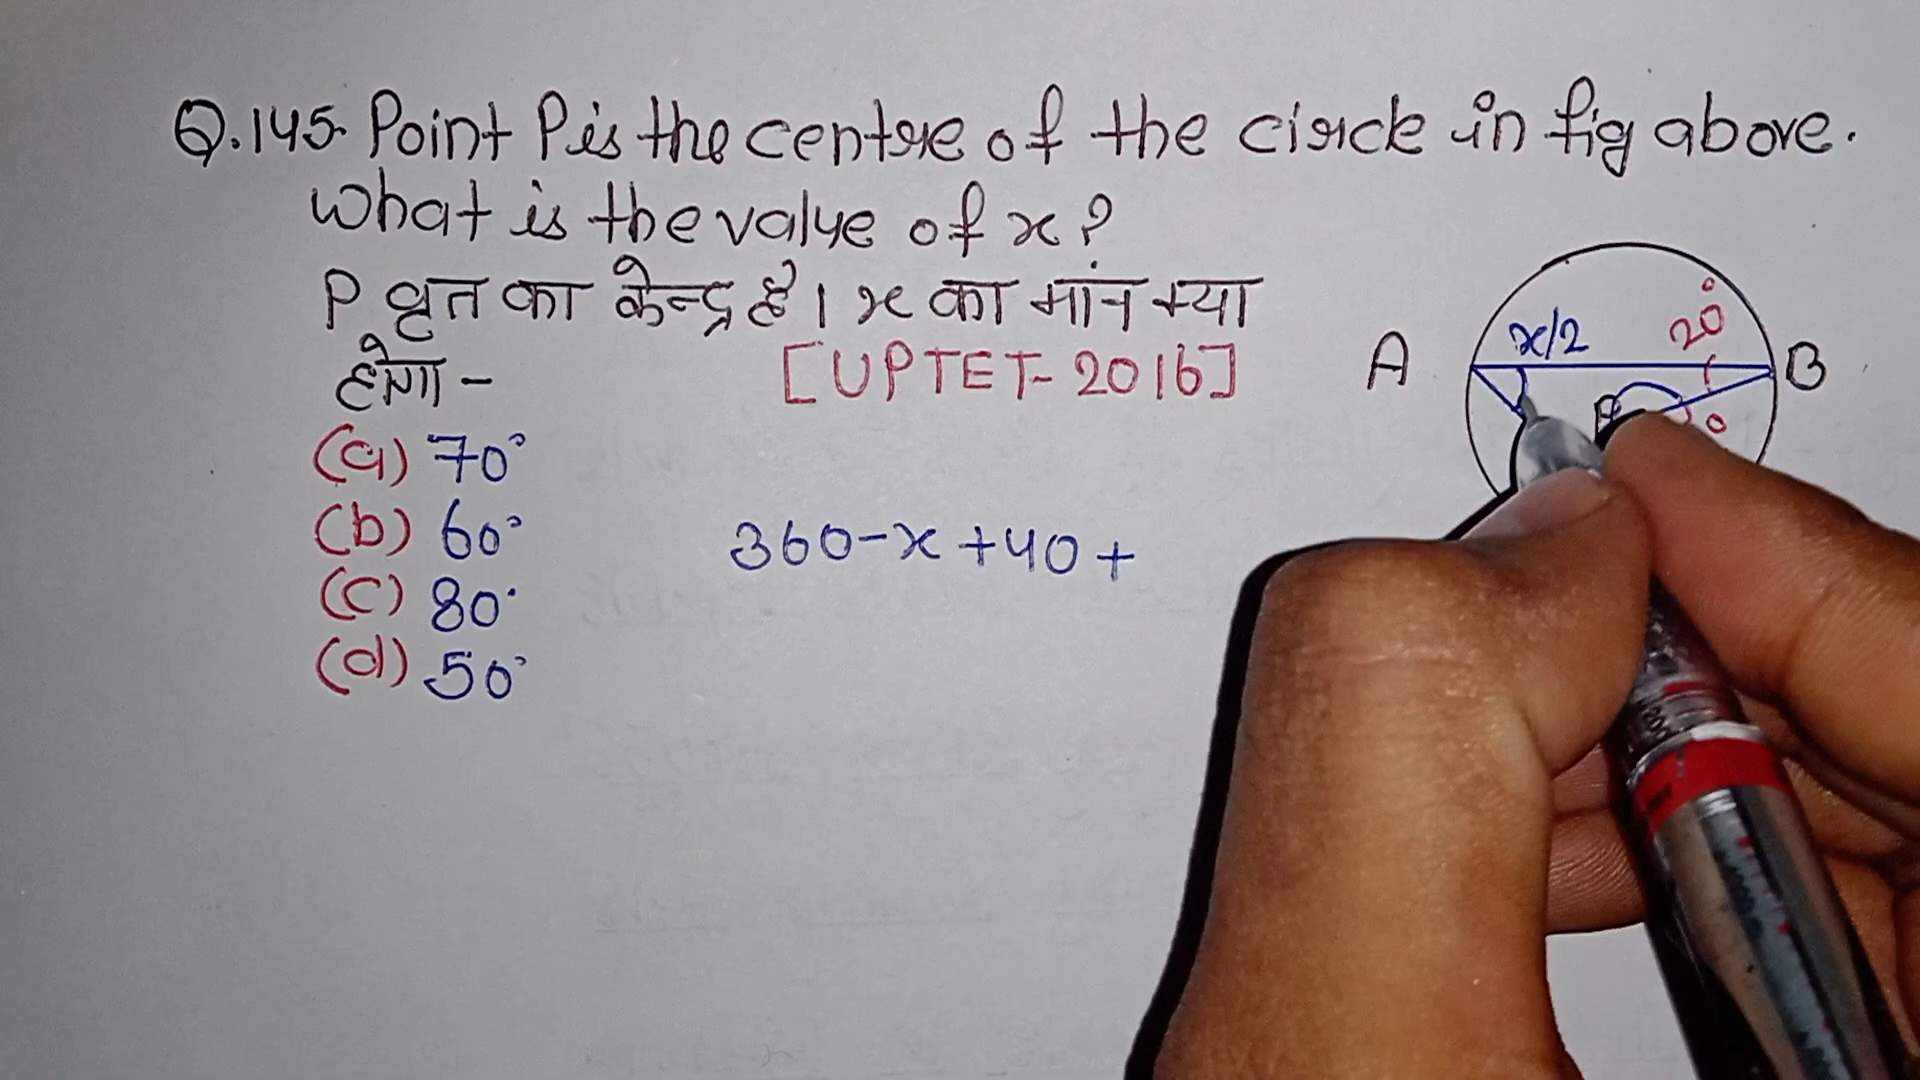 Q.145. Point P is the centre of the circle in fig above.
What is the value of x?
P वृत का केन्द्र है। x का मांन क्या
होगा -
[UPTET-2016]
(a) 70°
(b) 60°
(c) 80°
(d) 50°
360-x+40+
x/2
20°
A
B
P